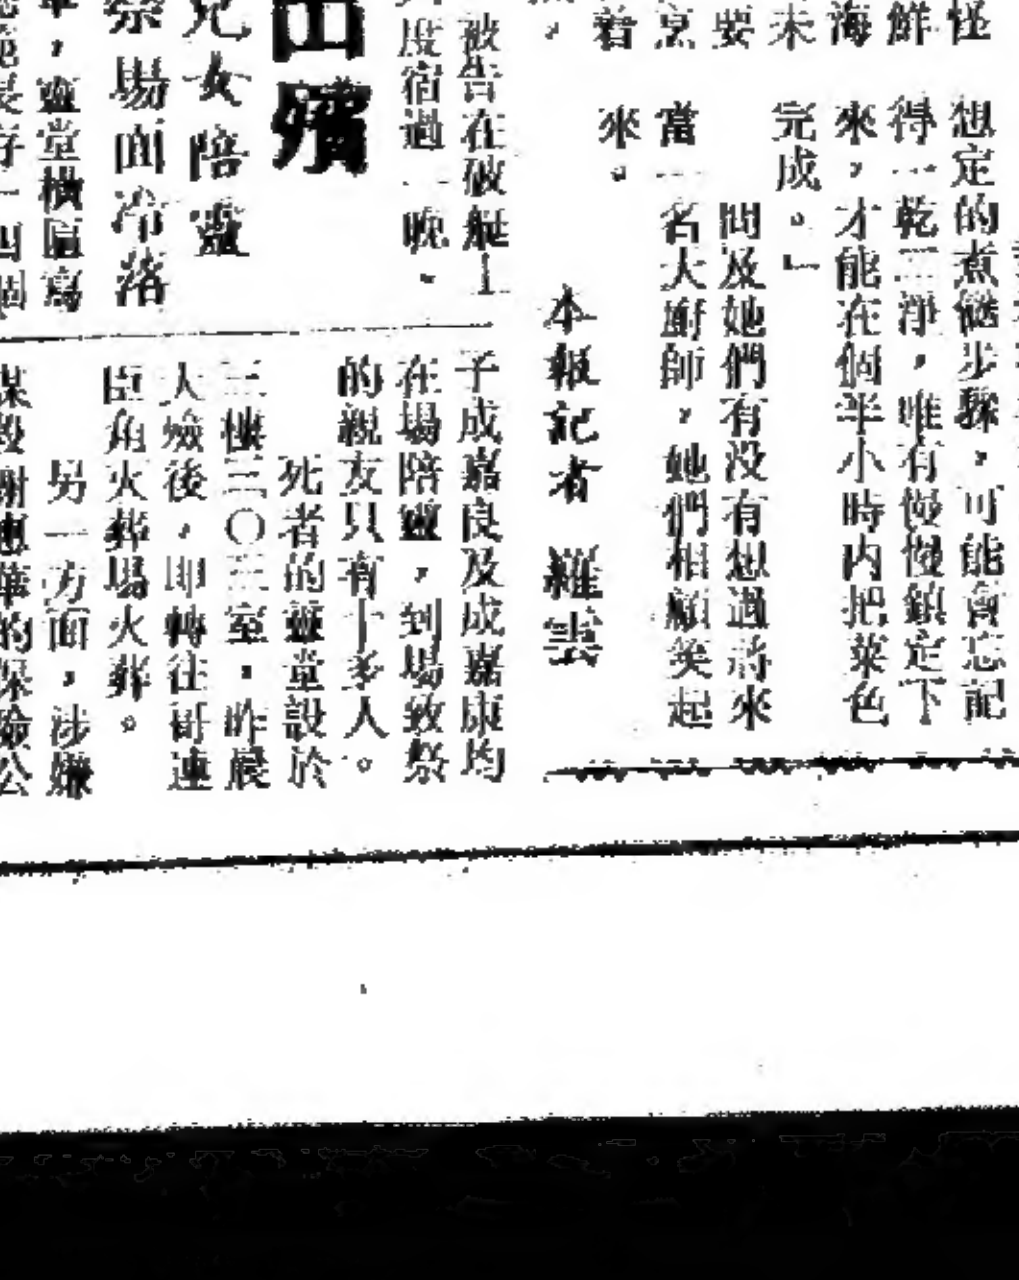 怪
鮮
海
未
要
烹
着
想定的煮餸步驟，可能會忘記
得一乾二淨，唯有慢慢鎮定下
來，才能在個半小時內把菜色
完成。」
問及她們有沒有想過將來
當一名大廚師，她們相顧笑起
來。
本報記者 羅雲
被告在破艇上
度宿過一晚。
出殯
兄女陪靈
祭場面冷落
，靈堂橫匾寫
子成嘉良及成嘉康均
在場陪靈，到場致祭
的親友只有十多人。
死者的靈堂設於
三樓三〇三室，昨晨
人殮後，即轉往哥連
臣角火葬場火葬。
另一方面，涉嫌
謀殺謝惠華的保險公